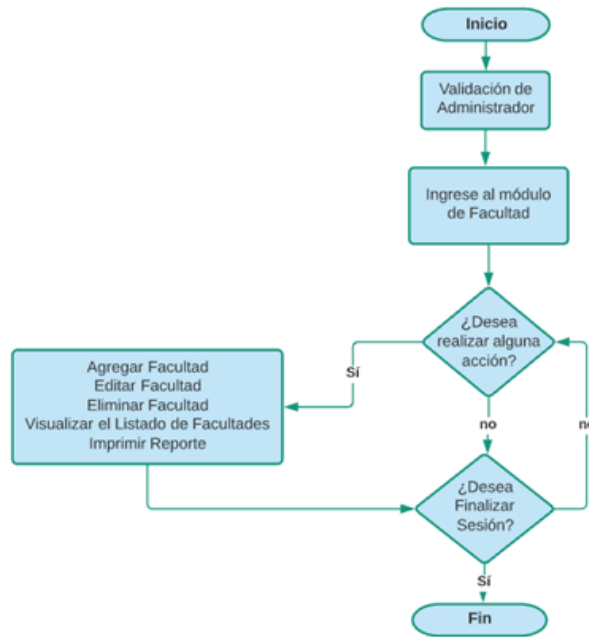 Inicio
Validación de
Administrador
Ingrese al módulo
de Facultad
¿Desea
realizar alguna
acción?
Sí
Agregar Facultad
Editar Facultad
Eliminar Facultad
Visualizar el Listado de Facultades
Imprimir Reporte
no
¿Desea
Finalizar
Sesión?
Sí
Fin